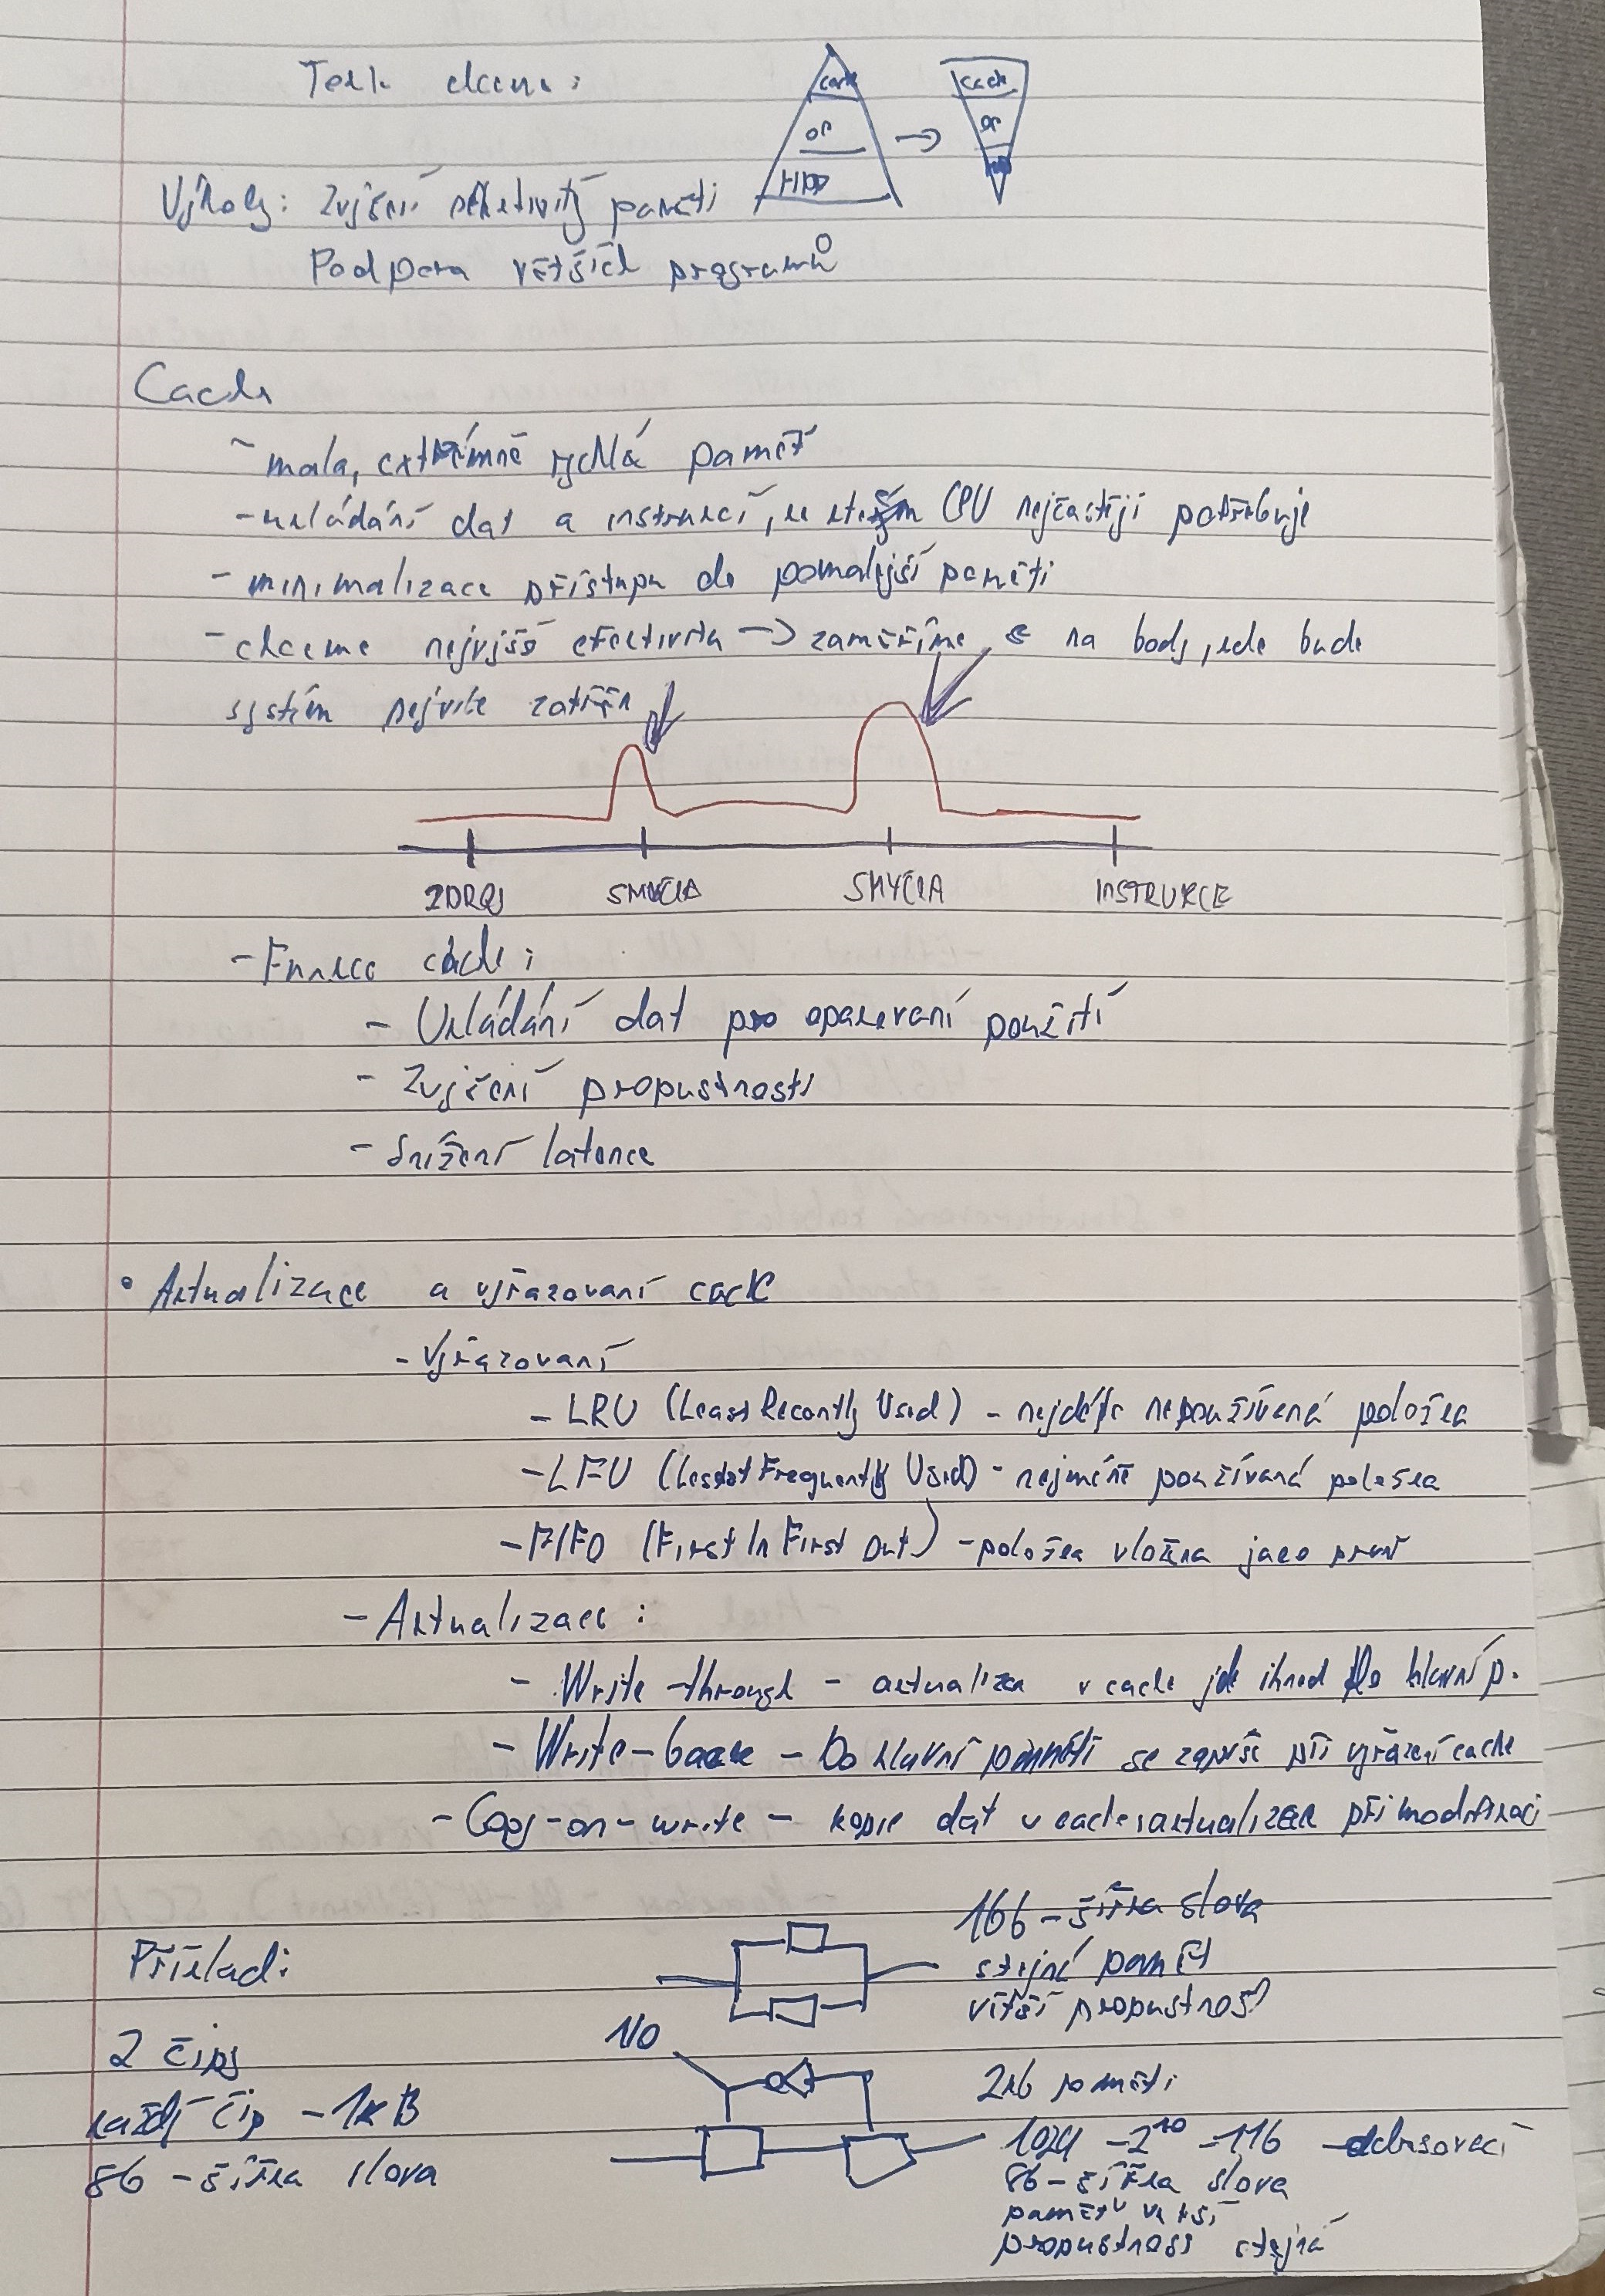 Tak chceme:
cache
OP
HDD
→
cach
OP
Výhody: Zvýšení efektivity paměti
Podpora větších programů
Cache
- mala, extrémně rychlá paměť
- ukládání dat a instrukcí, ke kterým CPU nejčastěji potřebuje
- minimalizace přístupu do pomalejší paměti
- chceme nejvyšší efektivitu -> zaměříme se na body, kde bude
systém nejvíce zatížen
ZDROJ SMYČKA SMYČKA INSTRUKCE
- Funkce cache:
- Ukládání dat pro opakovaní použití
- Zvýšení propustnosti
- Snížení latence
• Aktualizace a vyřazovaní cache
- Vyřazovaní
- LRU (Least Recently Used) - nejdéle nepoužívaná položka
- LFU (Least Frequently Used) - nejméně používaná položka
- FIFO (First In First Out) - položka vložena jako první
- Aktualizace:
- Write-through - aktualizace v cache jde ihned do hlavní p.
- Write-back - Do hlavní paměti se zapíše při vyřazení cache
- Copy-on-write - kopie dat v cache aktualizace při modifikaci
Příklad:
16b - šířka slova
stejná paměť
větší propustnost
2 čipy
každý čip - 1kB
8b - šířka slova
1/0
2kb paměti
1024 - 2^10 - 11b - adresovací
8b - šířka slova
paměť větší
propustnost stejná